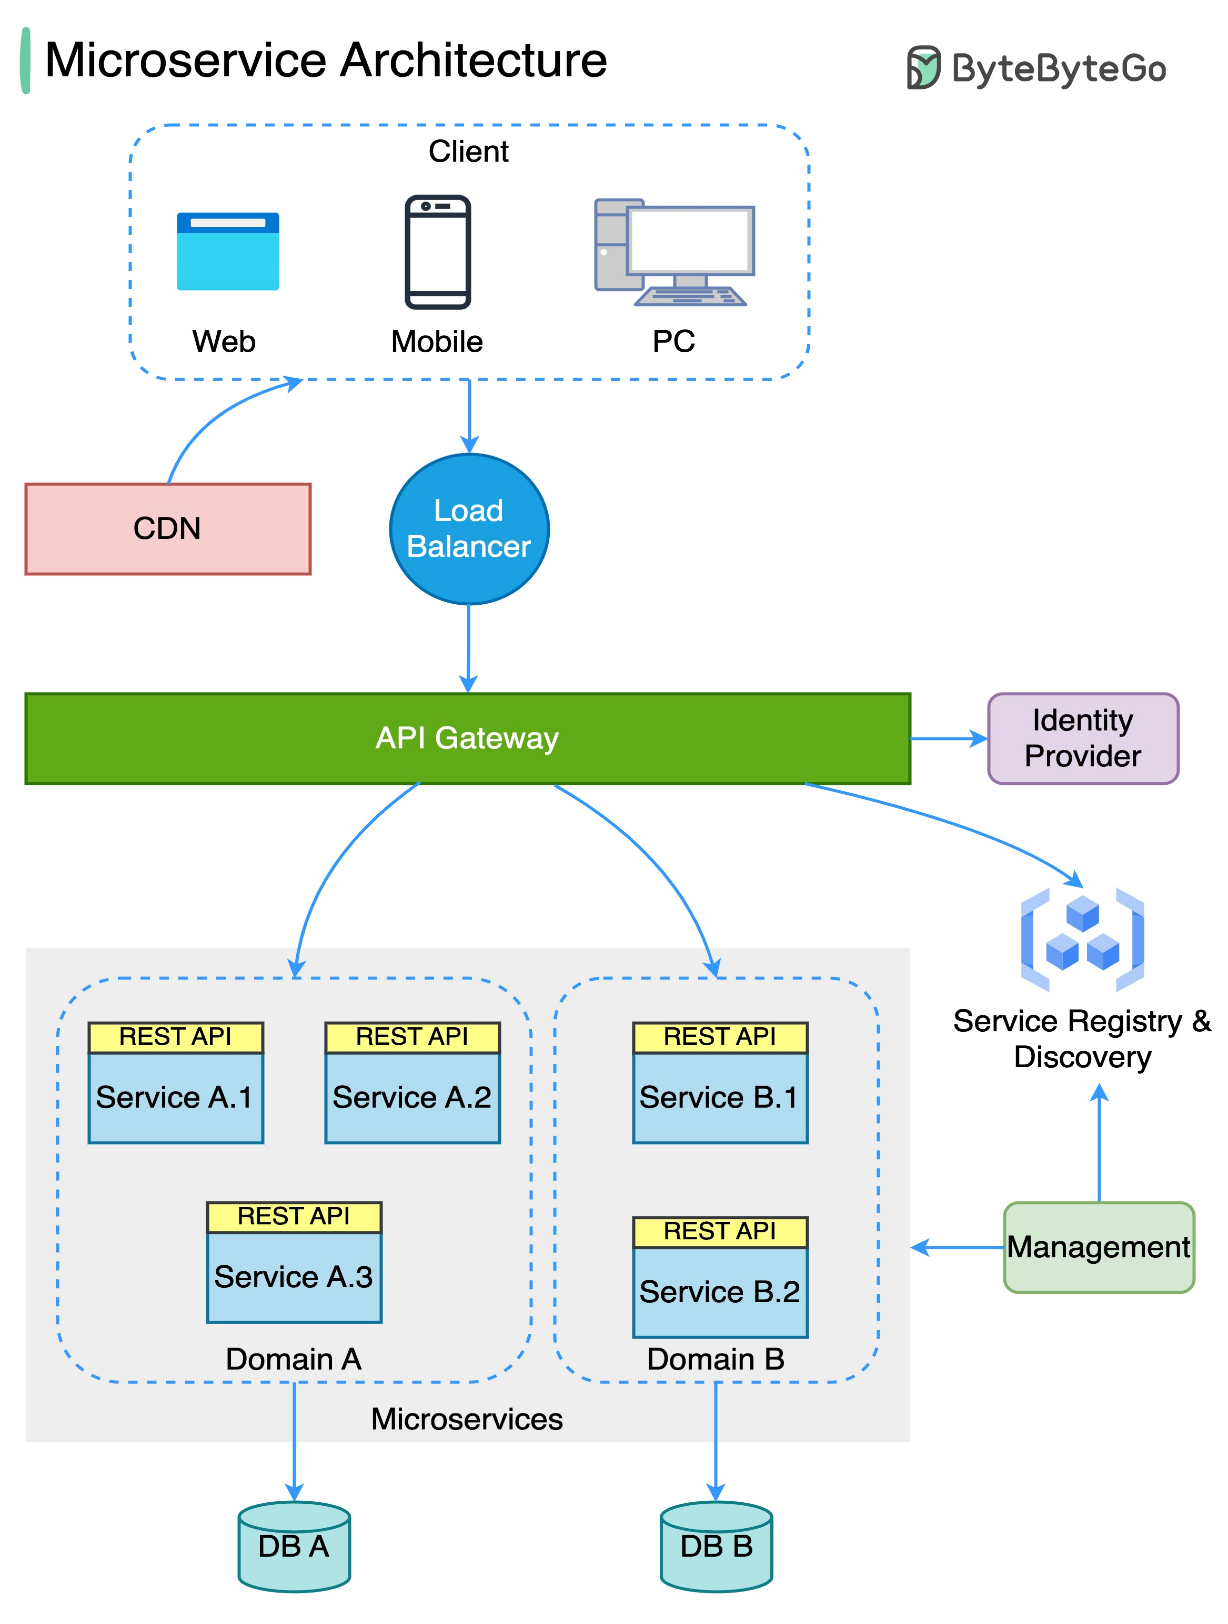 Microservice Architecture
ByteByteGo
Client
Web
Mobile
PC
CDN
Load
Balancer
API Gateway
Identity
Provider
Service Registry &
Discovery
REST API
Service A.1
REST API
Service A.2
REST API
Service B.1
REST API
Service A.3
REST API
Service B.2
Management
Domain A
Domain B
Microservices
DB A
DB B